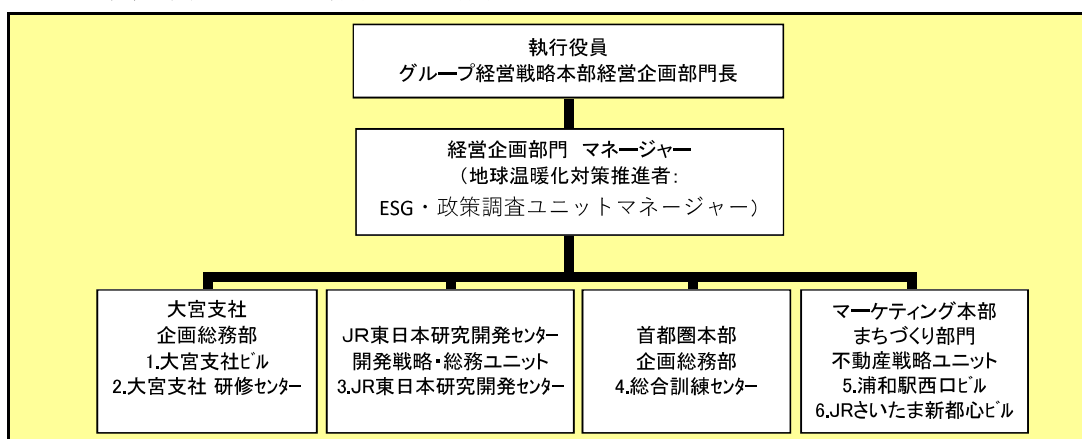 執行役員
グループ経営戦略本部経営企画部門長
経営企画部門 マネージャー
(地球温暖化対策推進者:
ESG・政策調査ユニットマネージャー)
大宮支社
企画総務部
1.大宮支社ビル
2.大宮支社 研修センター
JR東日本研究開発センター
開発戦略・総務ユニット
3.JR東日本研究開発センター
首都圏本部
企画総務部
4.総合訓練センター
マーケティング本部
まちづくり部門
不動産戦略ユニット
5.浦和駅西口ビル
6.JRさいたま新都心ビル